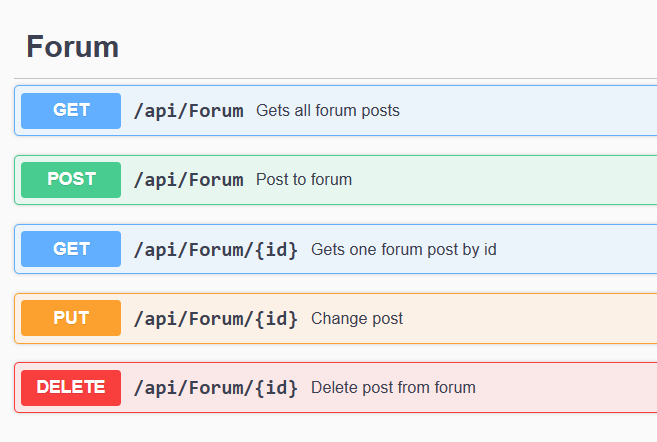 Forum
GET /api/Forum Gets all forum posts
POST /api/Forum Post to forum
GET /api/Forum/{id} Gets one forum post by id
PUT /api/Forum/{id} Change post
DELETE /api/Forum/{id} Delete post from forum